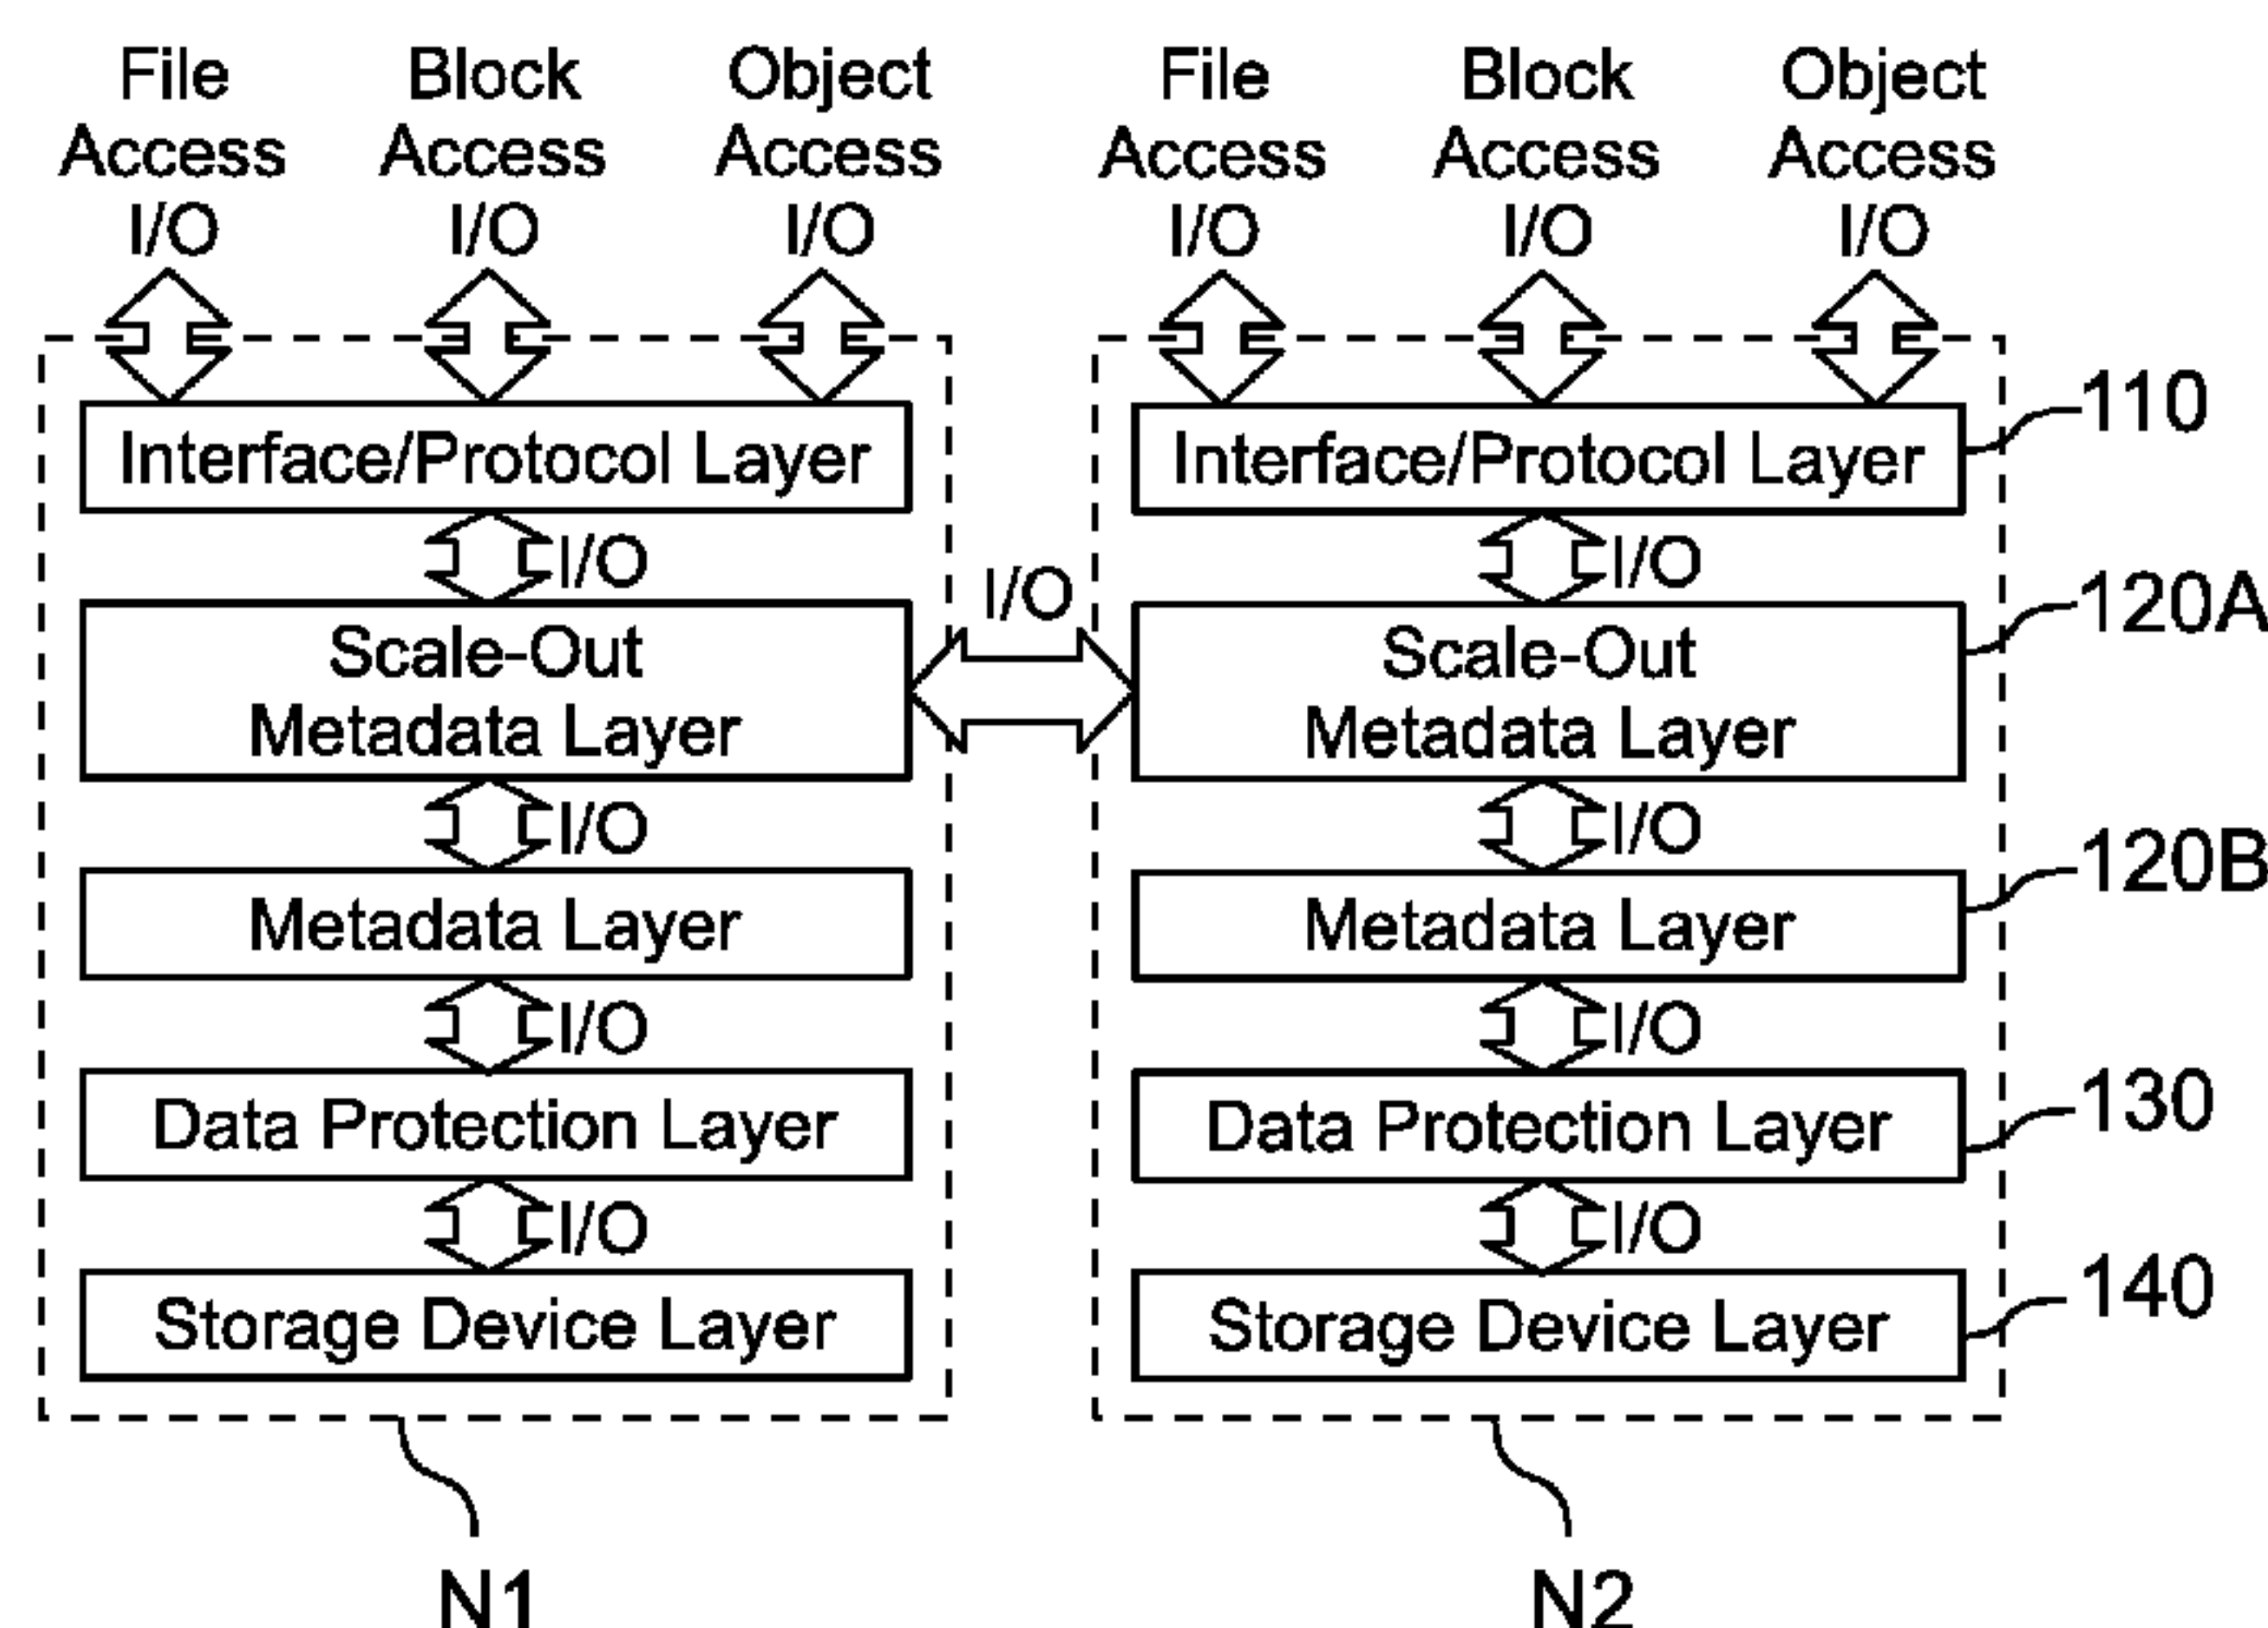 File Block Object File Block Object
Access Access Access Access Access Access
I/O I/O I/O I/O I/O I/O
Interface/Protocol Layer Interface/Protocol Layer 110
I/O I/O I/O
Scale-Out Scale-Out 120A
Metadata Layer Metadata Layer
I/O I/O
Metadata Layer Metadata Layer 120B
I/O I/O
Data Protection Layer Data Protection Layer 130
I/O I/O
Storage Device Layer Storage Device Layer 140
N1 N2